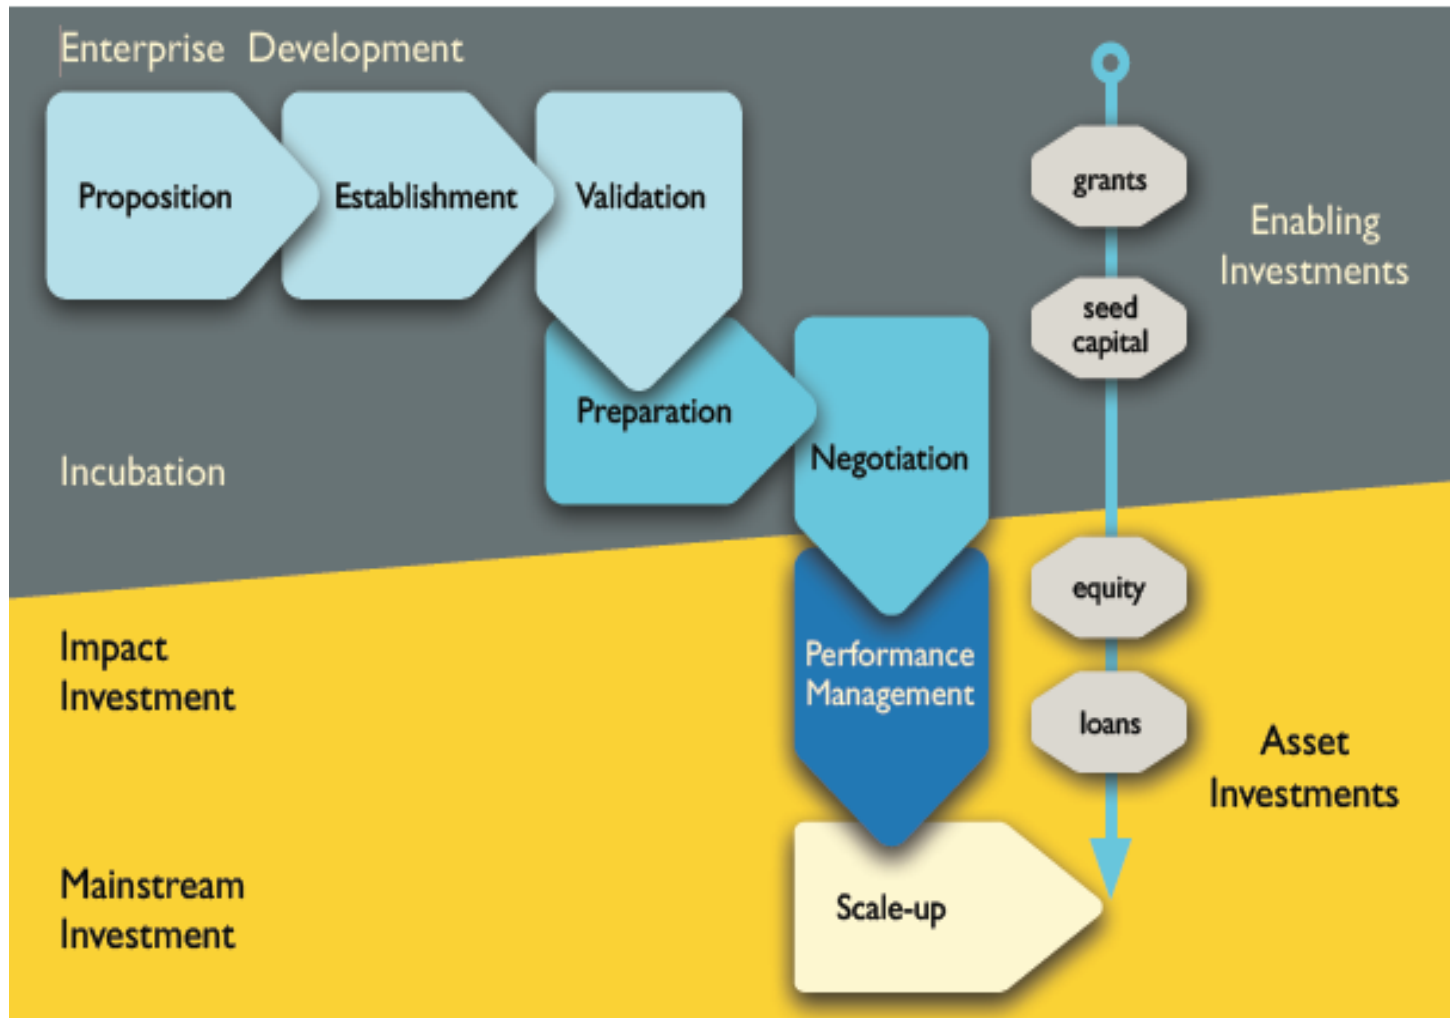 Enterprise Development
Proposition
Establishment
Validation
grants
Enabling
Investments
seed
capital
Preparation
Negotiation
Incubation
equity
Impact
Investment
Performance
Management
loans
Asset
Investments
Mainstream
Investment
Scale-up